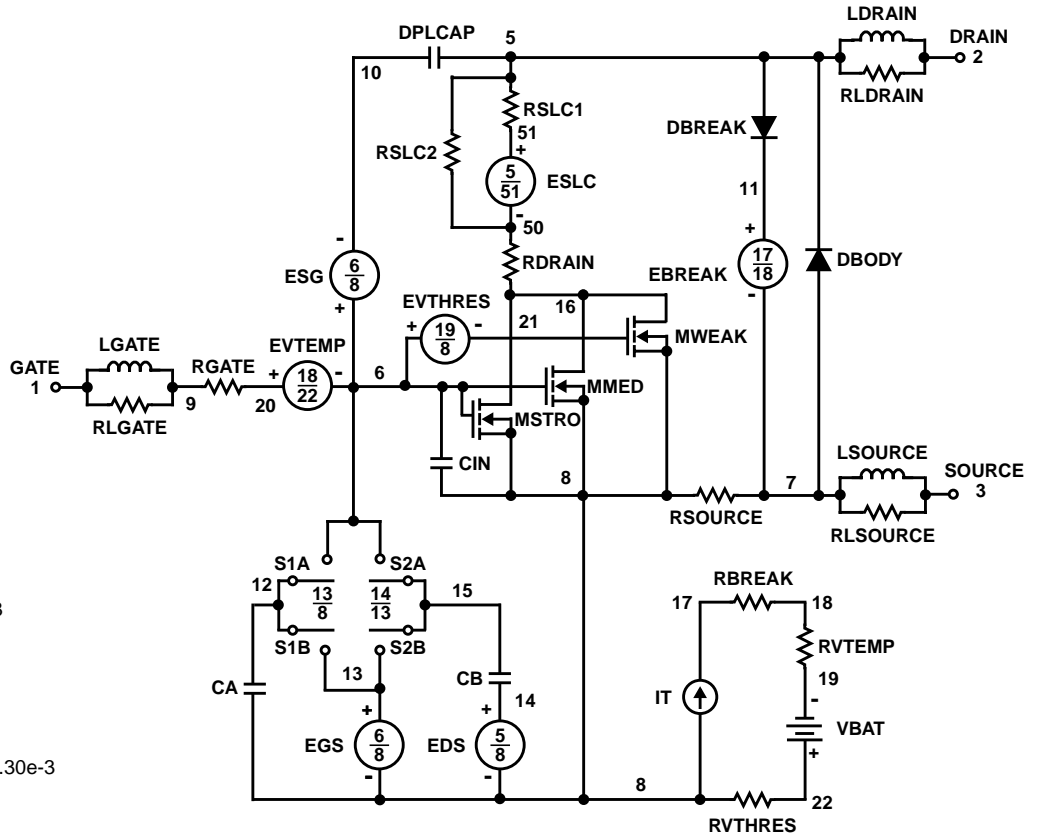 LDRAIN
DPLCAP
5
DRAIN
2
10
RLDRAIN
RSLC1
DBREAK
51
+
RSLC2
5
51
ESLC
11
-
50
-
+
RDRAIN
17
18
DBODY
6
8
ESG
EBREAK
-
+
EVTHRES
16
+
19
8
-
21
MWEAK
LGATE
EVTEMP
GATE
1
RGATE
+
18
22
-
6
MMED
9
20
MSTRO
RLGATE
LSOURCE
CIN
8
7
SOURCE
3
RSOURCE
RLSOURCE
S1A
S2A
12
13
8
14
13
15
RBREAK
17
18
S1B
S2B
RVTEMP
13
CB
19
CA
14
IT
-
+
+
VBAT
EGS
6
8
EDS
5
8
+
-
-
.30e-3
8
22
RVTHRES